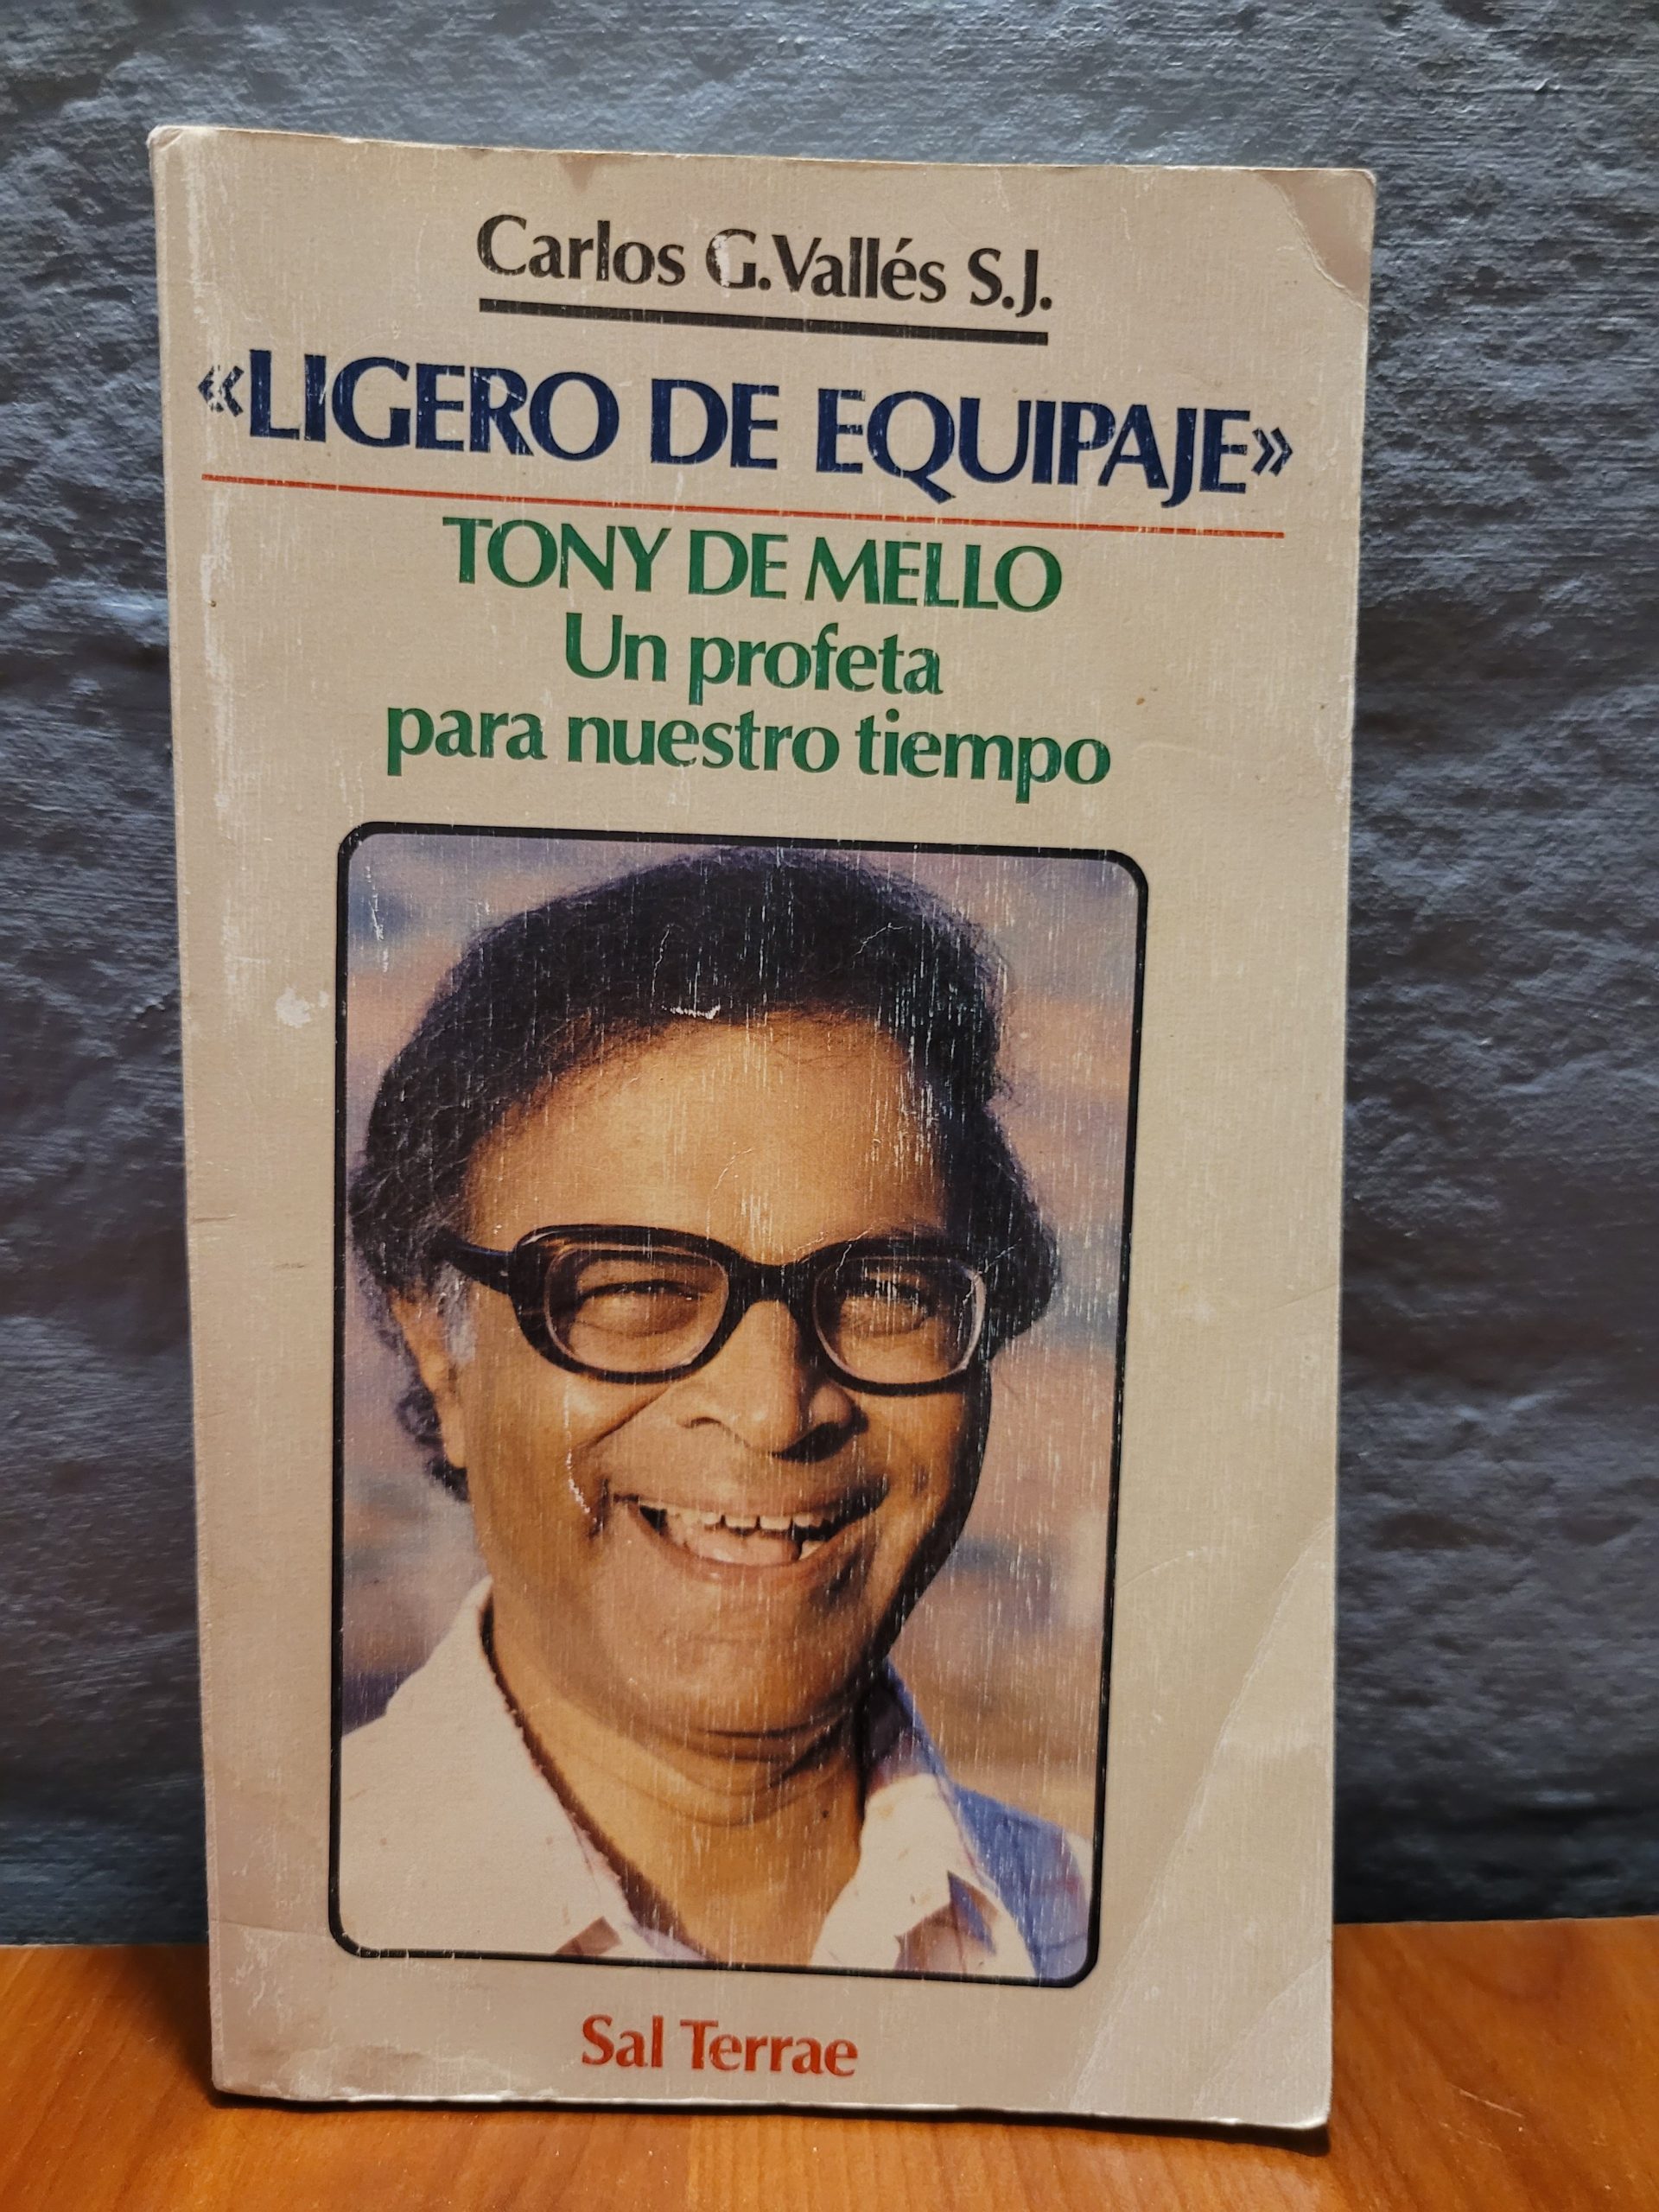 Carlos G. Vallés S.J.
«LIGERO DE EQUIPAJE»
TONY DE MELLO
Un profeta
para nuestro tiempo
Sal Terrae